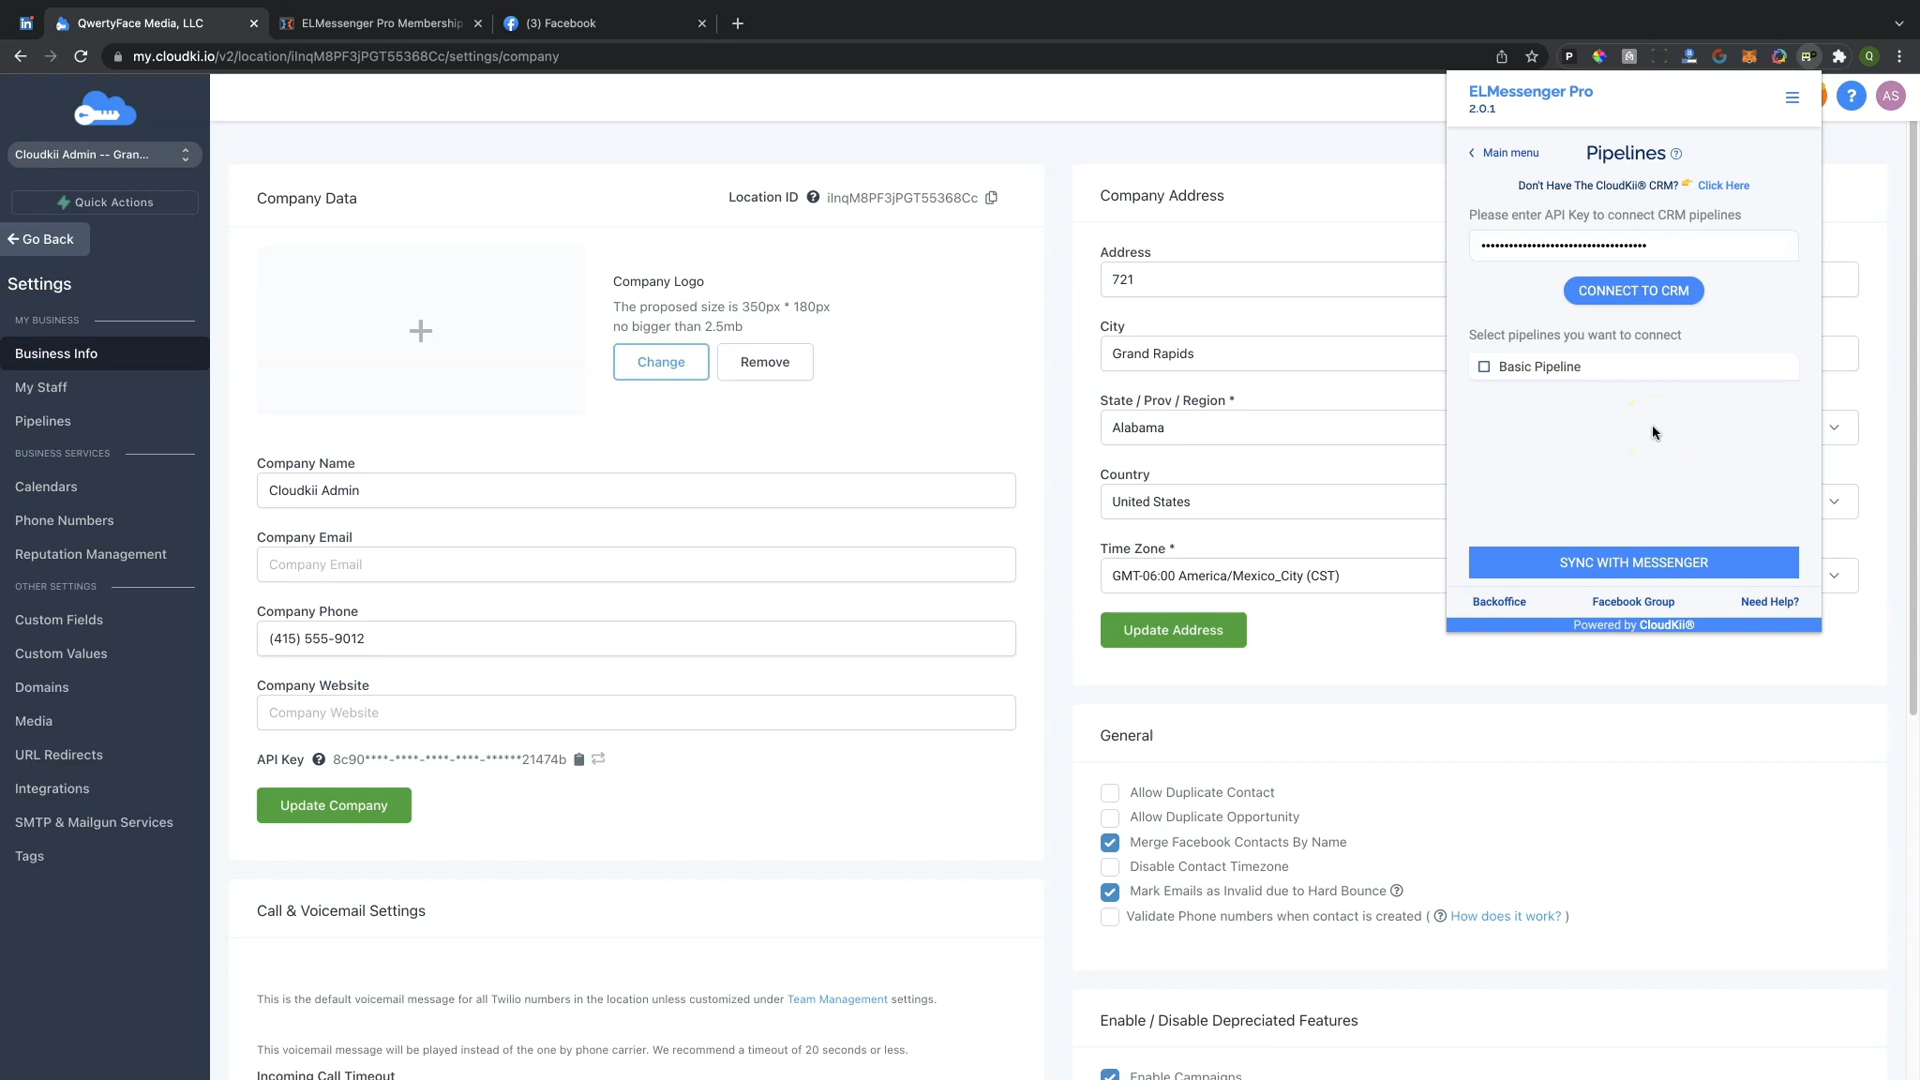 QwertyFace Media, LLC
ELMessenger Pro Membership
(3) Facebook
my.cloudki.io/v2/location/ilnqM8PF3jPGT55368Cc/settings/company
Cloudkii Admin -- Gran...
Quick Actions
Go Back
Settings
MY BUSINESS
Business Info
My Staff
Pipelines
BUSINESS SERVICES
Calendars
Phone Numbers
Reputation Management
OTHER SETTINGS
Custom Fields
Custom Values
Domains
Media
URL Redirects
Integrations
SMTP & Mailgun Services
Tags
Company Data
Location ID ilnqM8PF3jPGT55368Cc
Company Logo
The proposed size is 350px * 180px
no bigger than 2.5mb
Change
Remove
Company Name
Cloudkii Admin
Company Email
Company Email
Company Phone
(415) 555-9012
Company Website
Company Website
API Key 8c90****-****-****-****-******21474b
Update Company
Call & Voicemail Settings
This is the default voicemail message for all Twilio numbers in the location unless customized under Team Management settings.
This voicemail message will be played instead of the one by phone carrier. We recommend a timeout of 20 seconds or less.
Incoming Call Timeout
Company Address
Address
721
City
Grand Rapids
State / Prov / Region *
Alabama
Country
United States
Time Zone *
GMT-06:00 America/Mexico_City (CST)
Update Address
General
Allow Duplicate Contact
Allow Duplicate Opportunity
Merge Facebook Contacts By Name
Disable Contact Timezone
Mark Emails as Invalid due to Hard Bounce
Validate Phone numbers when contact is created ( How does it work? )
Enable / Disable Depreciated Features
Enable Campaigns
AS
ELMessenger Pro
2.0.1
Main menu
Pipelines
Don't Have The CloudKii® CRM? Click Here
Please enter API Key to connect CRM pipelines
CONNECT TO CRM
Select pipelines you want to connect
Basic Pipeline
SYNC WITH MESSENGER
Backoffice
Facebook Group
Need Help?
Powered by CloudKii®